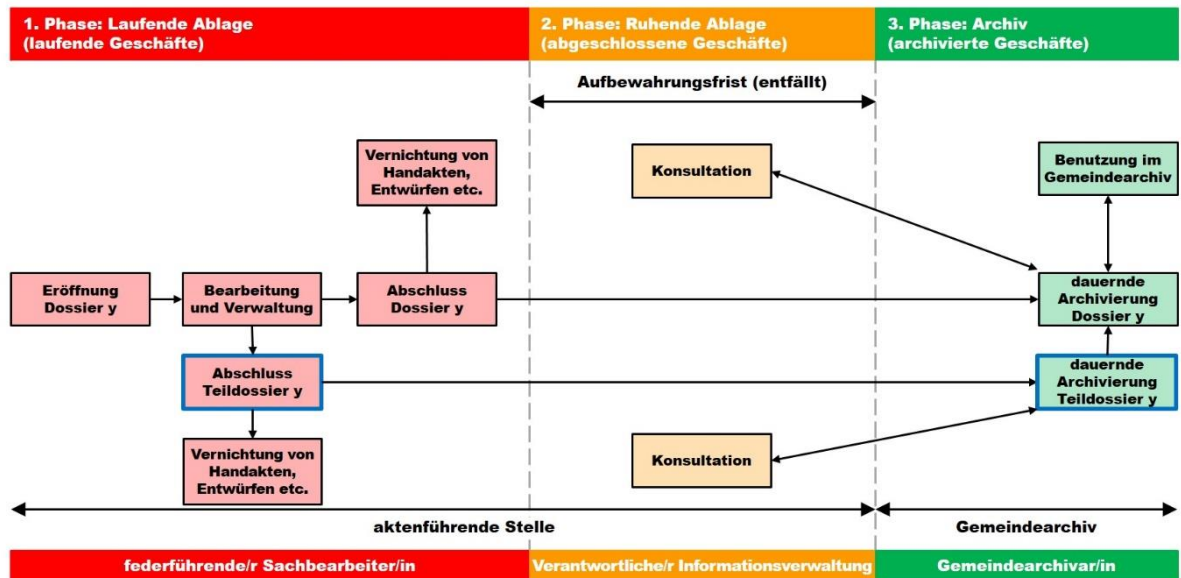 1. Phase: Laufende Ablage
(laufende Geschäfte)
2. Phase: Ruhende Ablage
(abgeschlossene Geschäfte)
3. Phase: Archiv
(archivierte Geschäfte)
Aufbewahrungsfrist (entfällt)
Vernichtung von
Handakten,
Entwürfen etc.
Konsultation
Benutzung im
Gemeindearchiv
Eröffnung
Dossier y
Bearbeitung
und Verwaltung
Abschluss
Dossier y
dauernde
Archivierung
Dossier y
Abschluss
Teildossier y
dauernde
Archivierung
Teildossier y
Vernichtung von
Handakten,
Entwürfen etc.
Konsultation
aktenführende Stelle
Gemeindearchiv
federführende/r Sachbearbeiter/in
Verantwortliche/r Informationsverwaltung
Gemeindearchivar/in